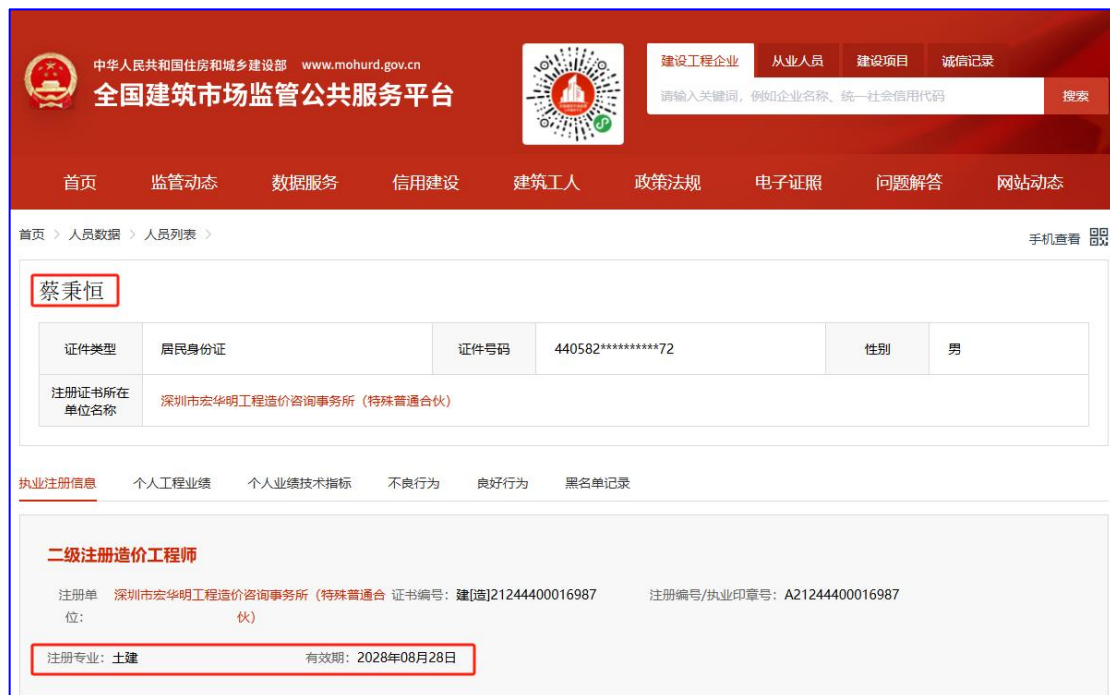 中华人民共和国住房和城乡建设部 www.mohurd.gov.cn
全国建筑市场监管公共服务平台
建设工程企业 从业人员 建设项目 诚信记录
请输入关键词，例如企业名称、统一社会信用代码 搜索
首页 监管动态 数据服务 信用建设 建筑工人 政策法规 电子证照 问题解答 网站动态
首页 > 人员数据 > 人员列表 >
手机查看
蔡秉恒
证件类型 居民身份证 证件号码 440582**********72 性别 男
注册证书所在
单位名称
深圳市宏华明工程造价咨询事务所（特殊普通合伙）
执业注册信息 个人工程业绩 个人业绩技术指标 不良行为 良好行为 黑名单记录
二级注册造价工程师
注册单 深圳市宏华明工程造价咨询事务所（特殊普通合 证书编号：建[造]21244400016987 注册编号/执业印章号：A21244400016987
位： 伙）
注册专业：土建 有效期：2028年08月28日